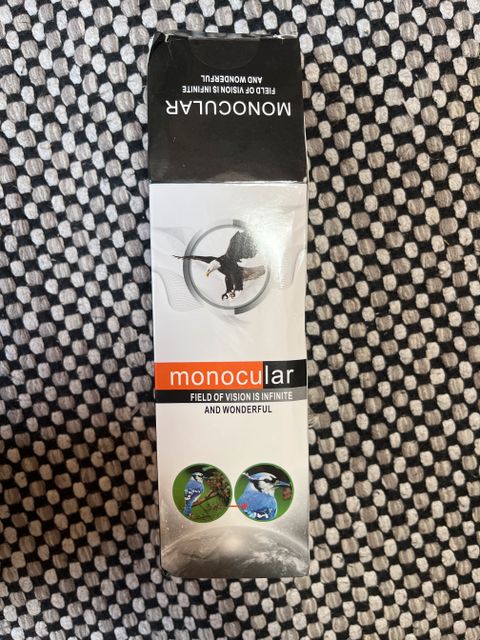 MONOCULAR
FIELD OF VISION IS INFINITE
AND WONDERFUL
monocular
FIELD OF VISION IS INFINITE
AND WONDERFUL